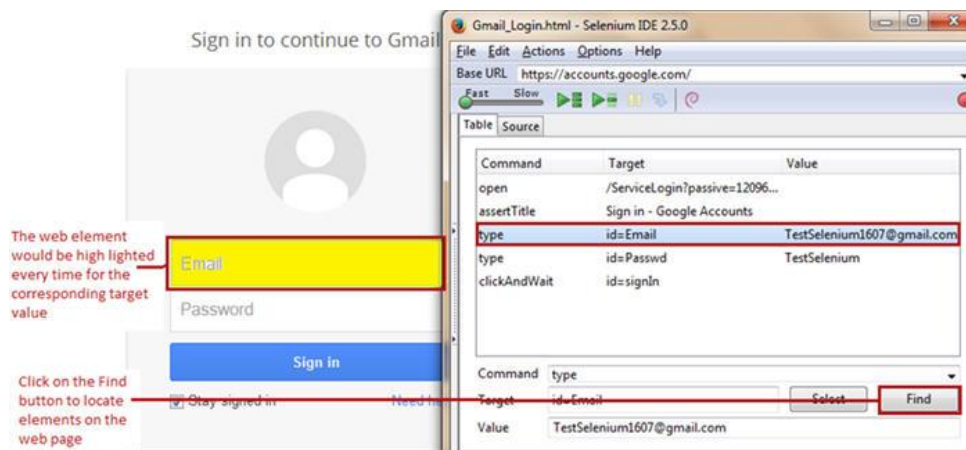 Sign in to continue to Gmail
The web element
would be high lighted
every time for the
corresponding target
value
Email
Password
Sign in
Click on the Find
button to locate
elements on the
web page
Stay signed in
Need he
Gmail_Login.html - Selenium IDE 2.5.0
File Edit Actions Options Help
Base URL https://accounts.google.com/
Fast Slow
Table Source
Command Target Value
open /ServiceLogin?passive=12096...
assertTitle Sign in - Google Accounts
type id=Email TestSelenium1607@gmail.com
type id=Passwd TestSelenium
clickAndWait id=signIn
Command type
Target id=Email Select Find
Value TestSelenium1607@gmail.com